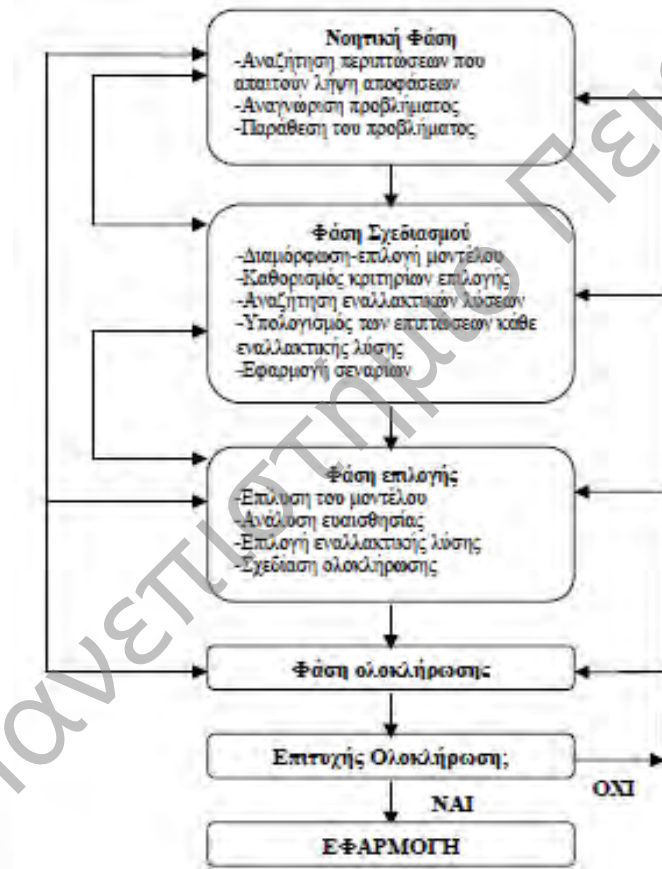 Νοητική Φάση
-Αναζήτηση περιπτώσεων που
απαιτούν λήψη αποφάσεων
-Αναγνώριση προβλήματος
-Παράθεση του προβλήματος
Φάση Σχεδιασμού
-Διαμόρφωση-επιλογή μοντέλου
-Καθορισμός κριτηρίων επιλογής
-Αναζήτηση εναλλακτικών λύσεων
-Υπολογισμός των επιπτώσεων κάθε
εναλλακτικής λύσης
-Εφαρμογή σεναρίων
Φάση επιλογής
-Επίλυση του μοντέλου
-Ανάλυση ευαισθησίας
-Επιλογή εναλλακτικής λύσης
-Σχεδίαση ολοκλήρωσης
Φάση ολοκλήρωσης
Επιτυχής Ολοκλήρωση;
ΟΧΙ
ΝΑΙ
ΕΦΑΡΜΟΓΗ